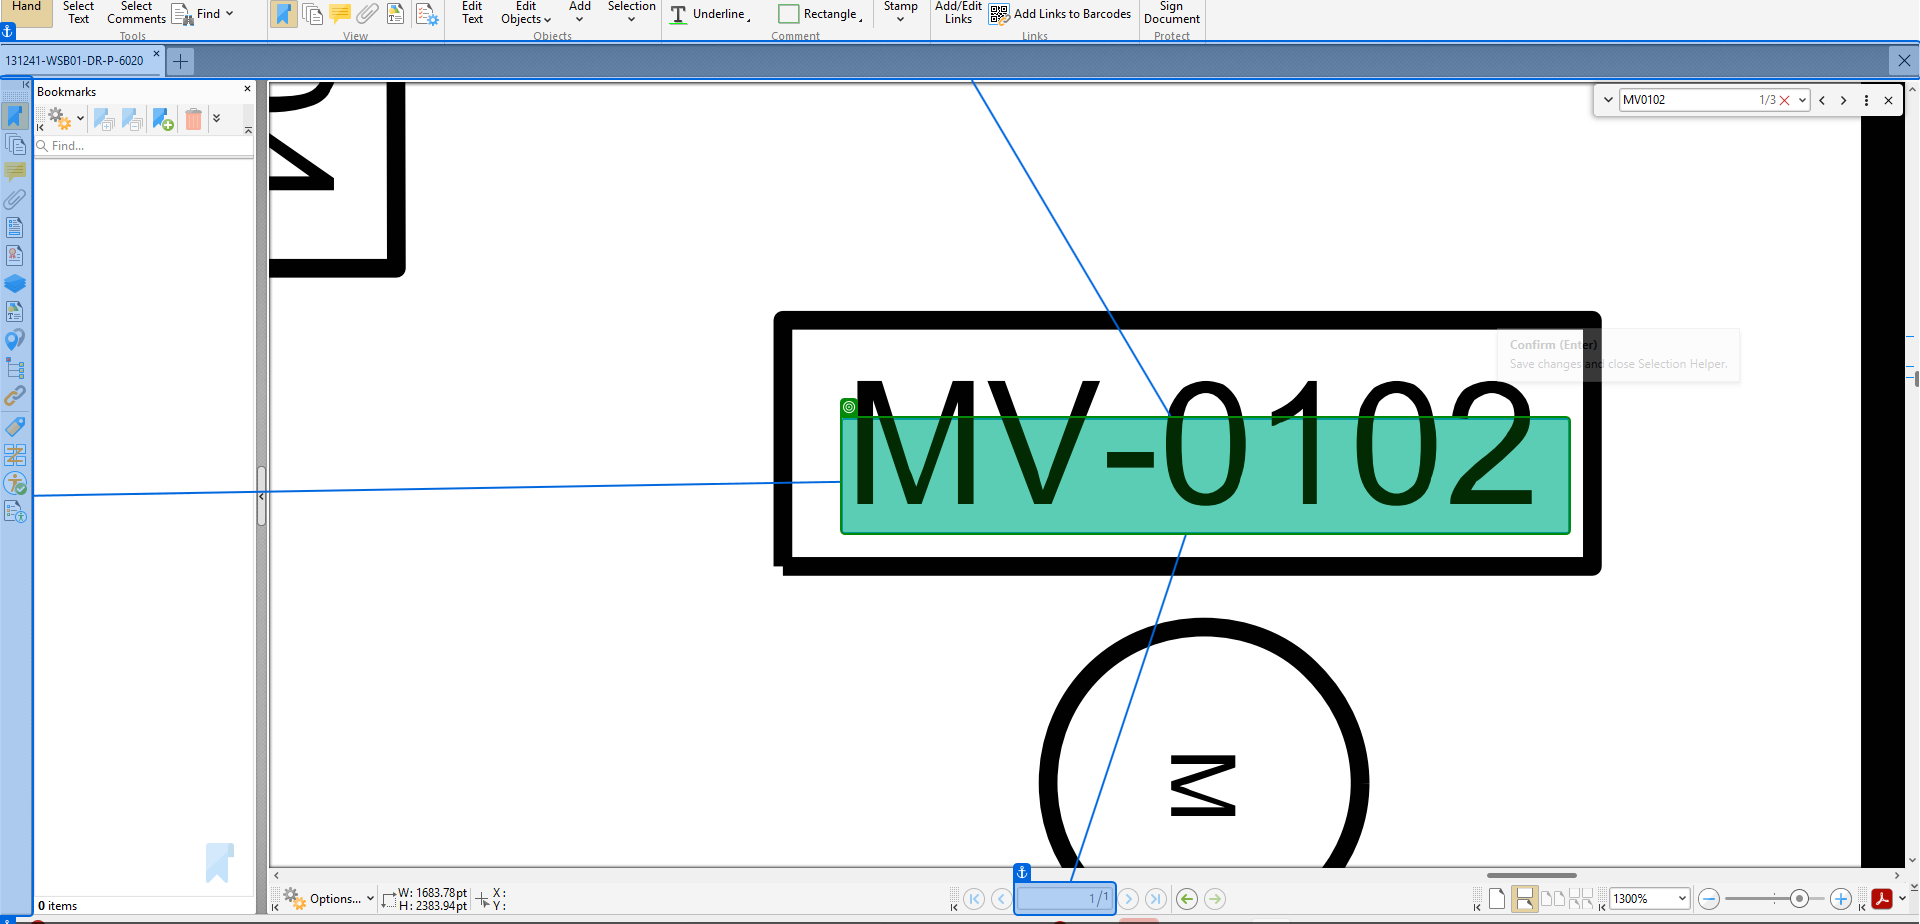 Hand
Select Text
Select Comments
Find
Tools
View
Edit Text
Edit Objects
Add
Selection
Objects
Underline
Rectangle
Comment
Stamp
Add/Edit Links
Add Links to Barcodes
Links
Sign Document
Protect
131241-WSB01-DR-P-6020
Bookmarks
Find...
MV0102
1/3
Confirm (Enter)
Save changes and close Selection Helper.
MV-0102
M
0 items
Options...
W: 1683.78pt
H: 2383.94pt
X:
Y:
1/1
1300%